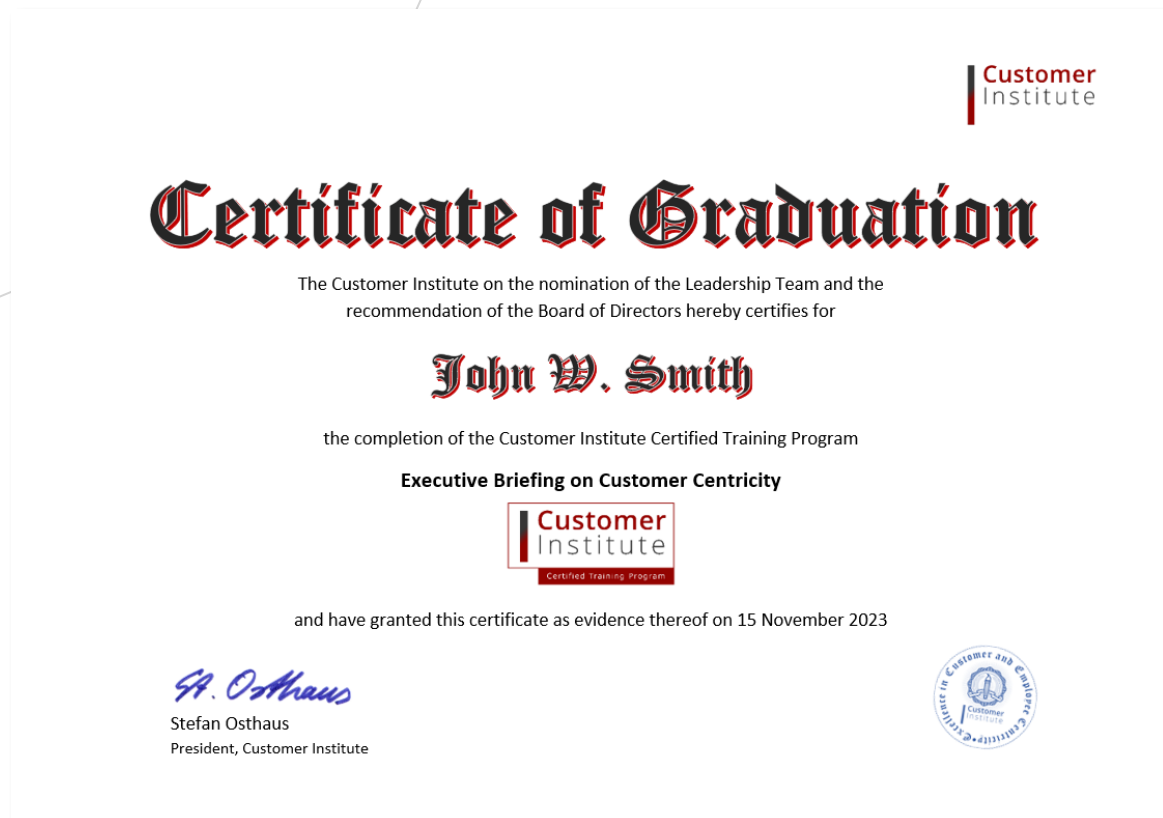 Customer
Institute
Certificate of Graduation
The Customer Institute on the nomination of the Leadership Team and the
recommendation of the Board of Directors hereby certifies for
John W. Smith
the completion of the Customer Institute Certified Training Program
Executive Briefing on Customer Centricity
Customer
Institute
Certified Training Program
and have granted this certificate as evidence thereof on 15 November 2023
St. Osthaus
Stefan Osthaus
President, Customer Institute
Excellence in Customer and Employee Centricity
Customer
Institute